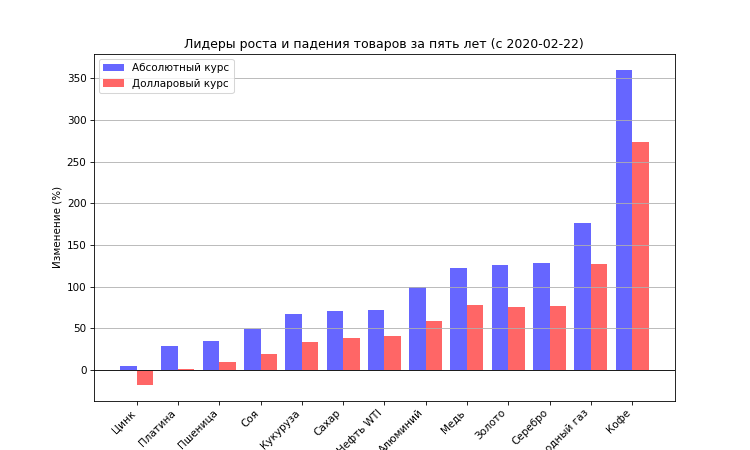 Лидеры роста и падения товаров за пять лет (с 2020-02-22)
Абсолютный курс
Долларовый курс
Изменение (%)
350
300
250
200
150
100
50
0
Цинк
Платина
Пшеница
Соя
Кукуруза
Сахар
Нефть WTI
Алюминий
Медь
Золото
Серебро
газ
Кофе